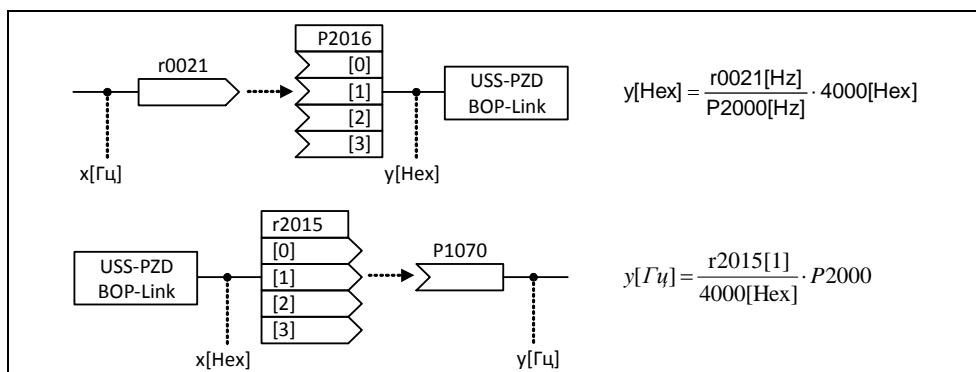 P2016
r0021
[0]
[1]
[2]
[3]
USS-PZD
BOP-Link
y[Hex] = r0021[Hz] / P2000[Hz] · 4000[Hex]
x[Гц]
y[Hex]
r2015
[0]
[1]
[2]
[3]
P1070
USS-PZD
BOP-Link
y[Гц] = r2015[1] / 4000[Hex] · P2000
x[Hex]
y[Гц]